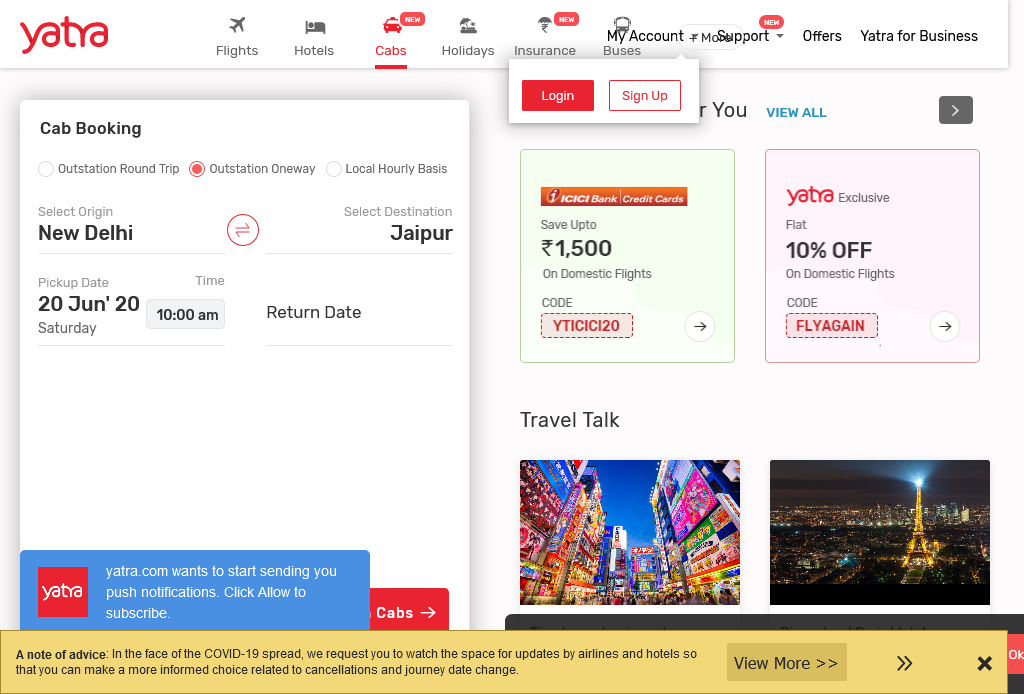 yatra
Flights
Hotels
NEW
Cabs
Holidays
NEW
Insurance
Buses
My Account
More
NEW
Support
Offers
Yatra for Business
Login
Sign Up
r You
VIEW ALL
Cab Booking
Outstation Round Trip
Outstation Oneway
Local Hourly Basis
Select Origin
New Delhi
Select Destination
Jaipur
Pickup Date
20 Jun' 20
Saturday
Time
10:00 am
Return Date
ICICI Bank Credit Cards
Save Upto
₹1,500
On Domestic Flights
CODE
YTICICI20
yatra Exclusive
Flat
10% OFF
On Domestic Flights
CODE
FLYAGAIN
Travel Talk
yatra
yatra.com wants to start sending you
push notifications. Click Allow to
subscribe.
Cabs
A note of advice: In the face of the COVID-19 spread, we request you to watch the space for updates by airlines and hotels so
that you can make a more informed choice related to cancellations and journey date change.
View More >>
Ok